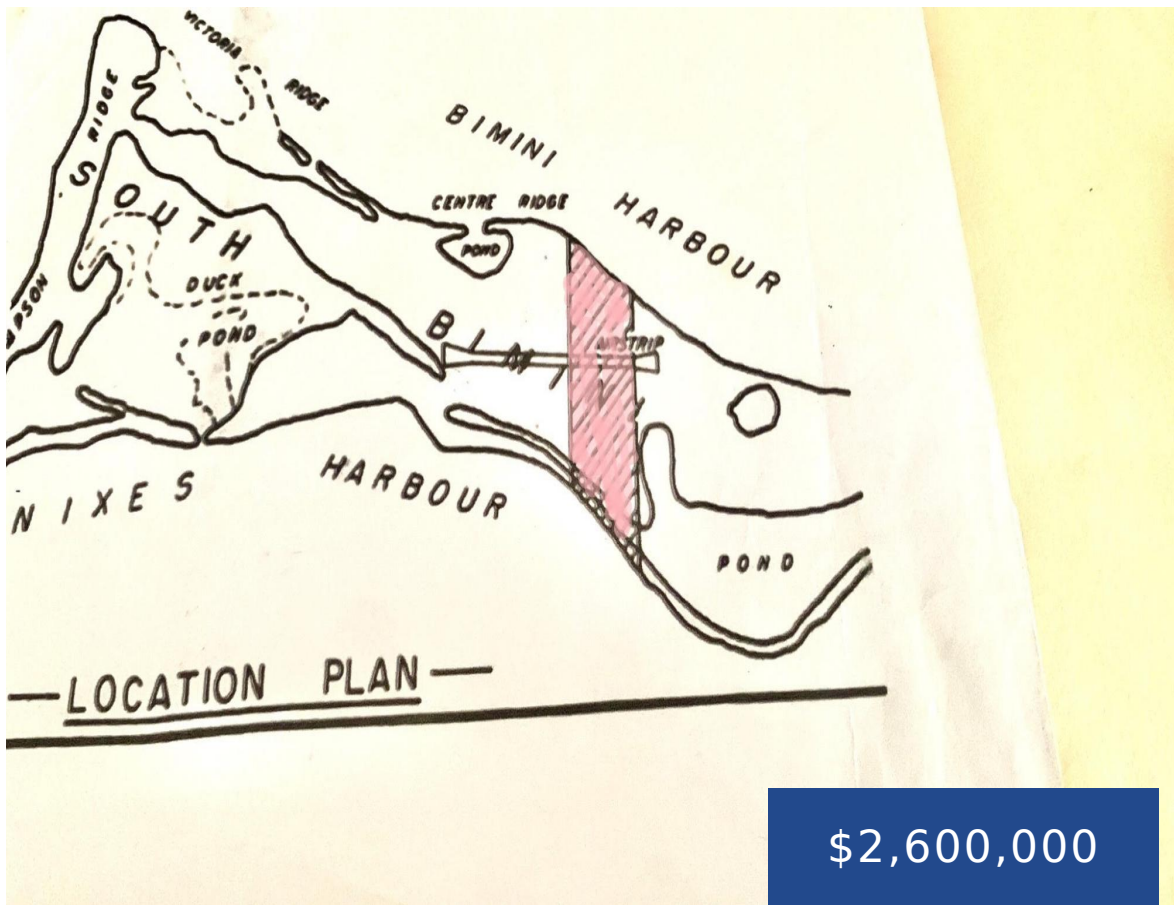 VICTORIA RIDGE
RIDGE
BIMINI
HARBOUR
CENTRE RIDGE
POND
SOUTH
BIMINI
DUCK
POND
AIRSTRIP
NIXES
HARBOUR
POND
LOCATION PLAN
$2,600,000